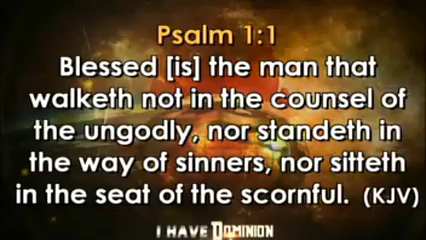 Psalm 1:1
Blessed [is] the man that
walketh not in the counsel of
the ungodly, nor standeth in
the way of sinners, nor sitteth
in the seat of the scornful. (KJV)
I HAVE DOMINION